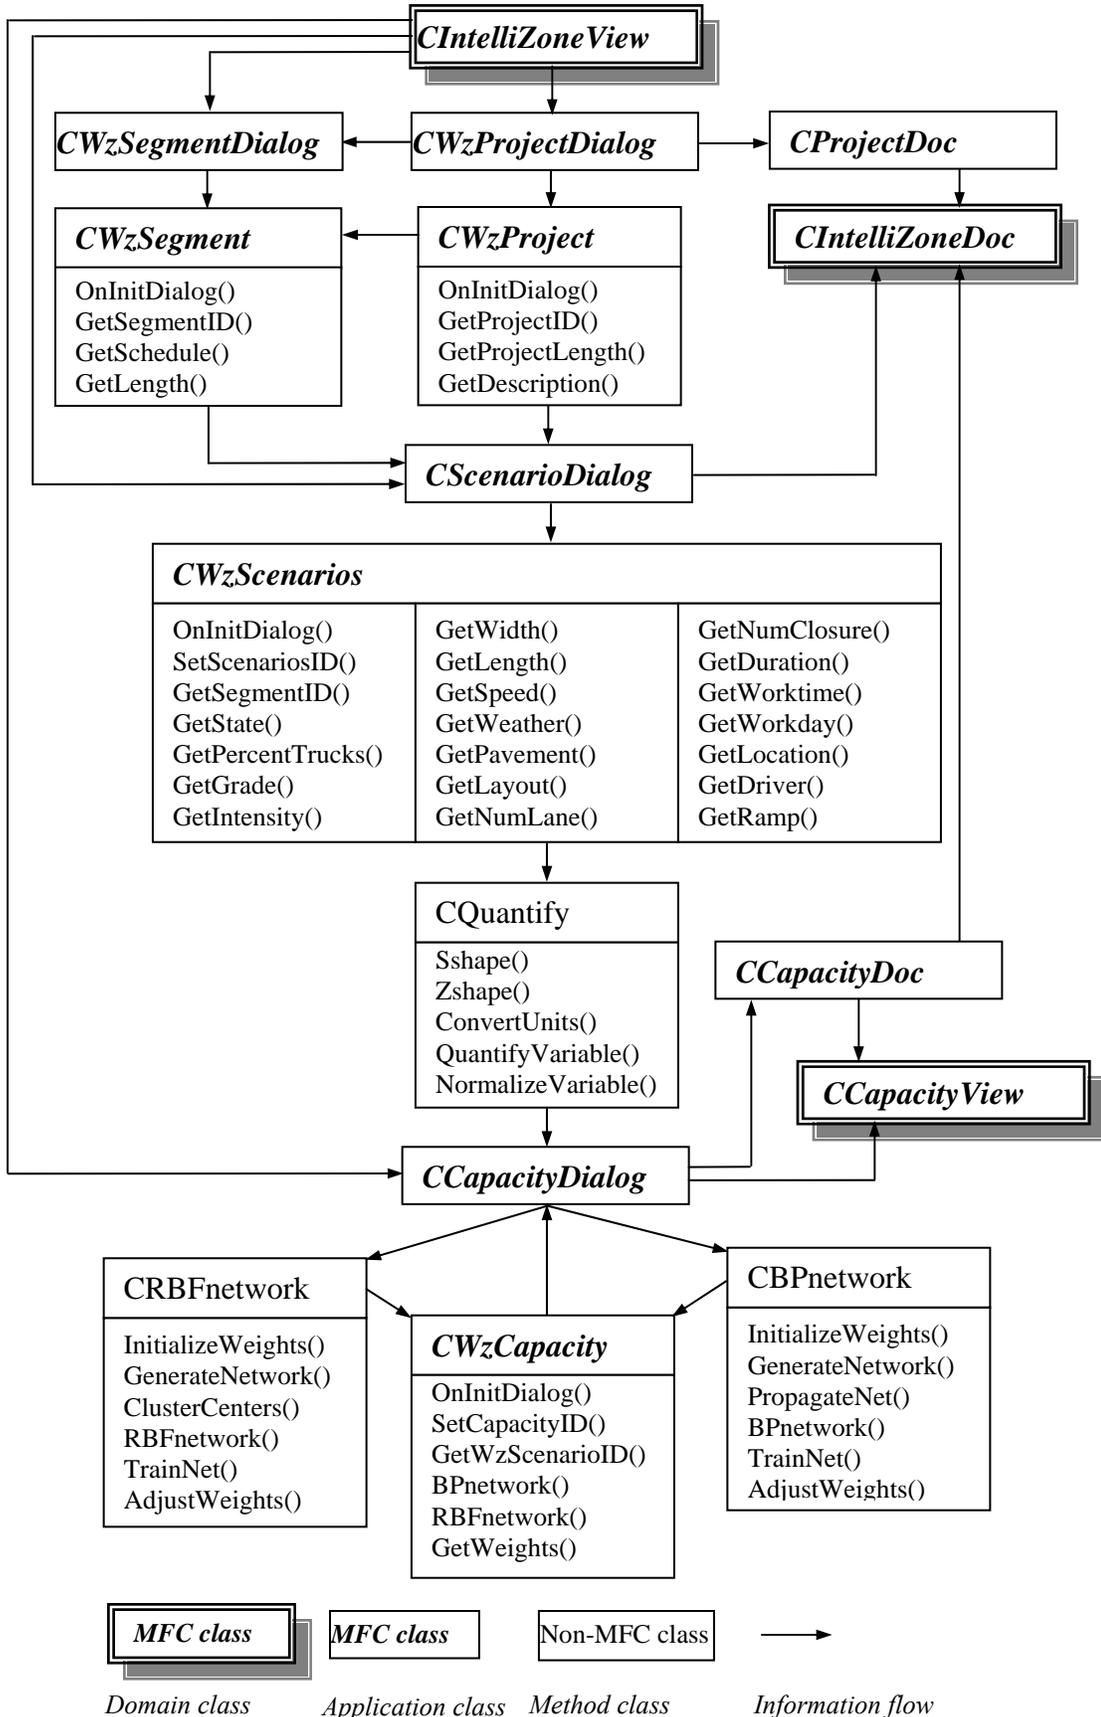 CIntelliZoneView
CWzSegmentDialog
CWzProjectDialog
CProjectDoc
CWzSegment
OnInitDialog()
GetSegmentID()
GetSchedule()
GetLength()
CWzProject
OnInitDialog()
GetProjectID()
GetProjectLength()
GetDescription()
CIntelliZoneDoc
CScenarioDialog
CWzScenarios
OnInitDialog()
SetScenariosID()
GetSegmentID()
GetState()
GetPercentTrucks()
GetGrade()
GetIntensity()
GetWidth()
GetLength()
GetSpeed()
GetWeather()
GetPavement()
GetLayout()
GetNumLane()
GetNumClosure()
GetDuration()
GetWorktime()
GetWorkday()
GetLocation()
GetDriver()
GetRamp()
CQuantify
Sshape()
Zshape()
ConvertUnits()
QuantifyVariable()
NormalizeVariable()
CCapacityDoc
CCapacityView
CCapacityDialog
CRBFnetwork
InitializeWeights()
GenerateNetwork()
ClusterCenters()
RBFnetwork()
TrainNet()
AdjustWeights()
CWzCapacity
OnInitDialog()
SetCapacityID()
GetWzScenarioID()
BPnetwork()
RBFnetwork()
GetWeights()
CBPnetwork
InitializeWeights()
GenerateNetwork()
PropagateNet()
BPnetwork()
TrainNet()
AdjustWeights()
MFC class
MFC class
Non-MFC class
Domain class
Application class
Method class
Information flow